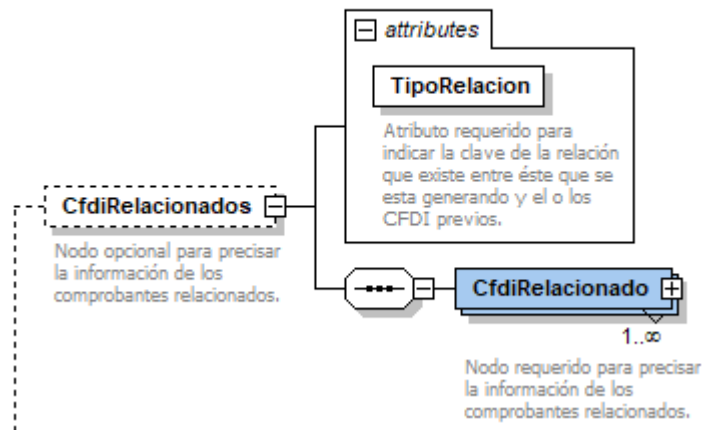 attributes
TipoRelacion
Atributo requerido para
indicar la clave de la relación
que existe entre éste que se
esta generando y el o los
CFDI previos.
CfdiRelacionados
Nodo opcional para precisar
la información de los
comprobantes relacionados.
CfdiRelacionado
1..∞
Nodo requerido para precisar
la información de los
comprobantes relacionados.